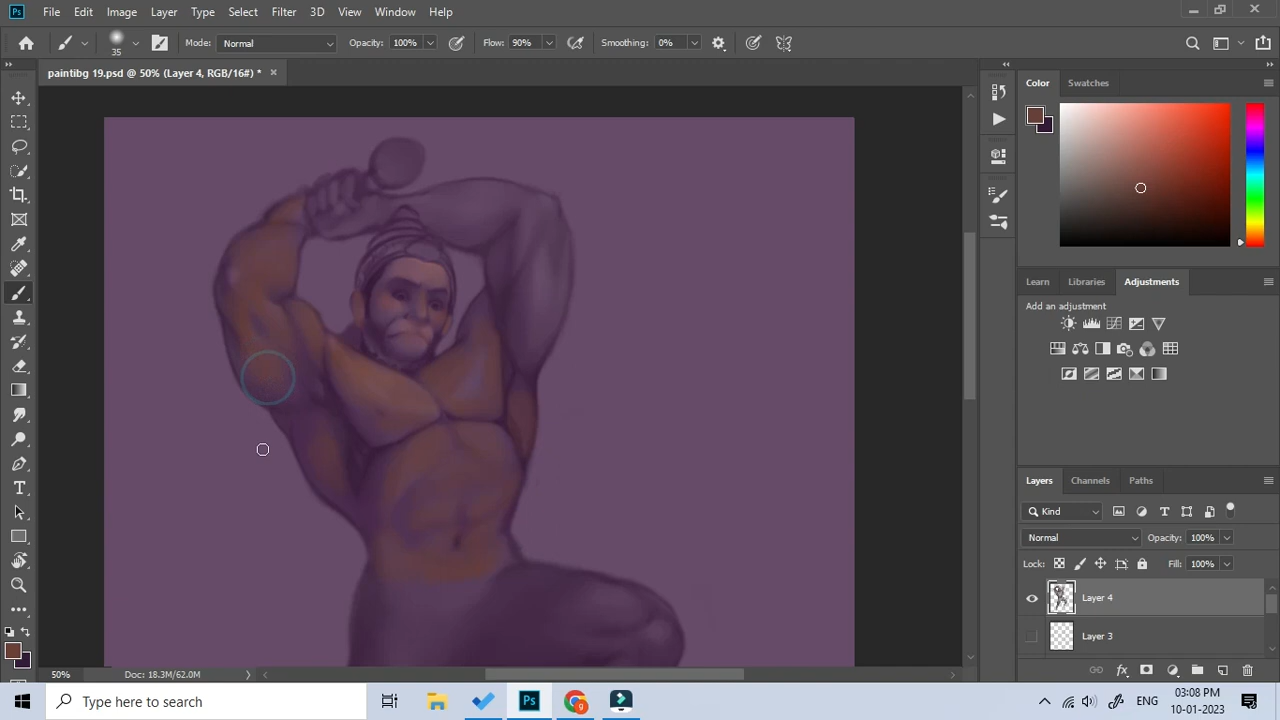 Ps File Edit Image Layer Type Select Filter 3D View Window Help
35 Mode: Normal Opacity: 100% Flow: 90% Smoothing: 0%
paintibg 19.psd @ 50% (Layer 4, RGB/16#) * ×
Color Swatches
Learn Libraries Adjustments
Add an adjustment
Layers Channels Paths
Kind
Normal Opacity: 100%
Lock: Fill: 100%
Layer 4
Layer 3
50% Doc: 18.3M/62.0M
Type here to search Ps ENG 03:08 PM
10-01-2023